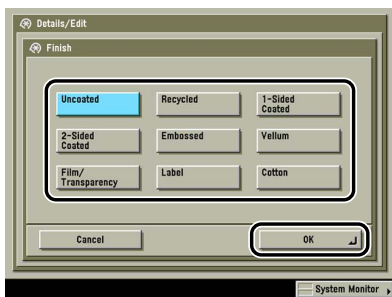 Details/Edit
Finish
Uncoated
Recycled
1-Sided
Coated
2-Sided
Coated
Embossed
Vellum
Film/
Transparency
Label
Cotton
Cancel
OK
System Monitor